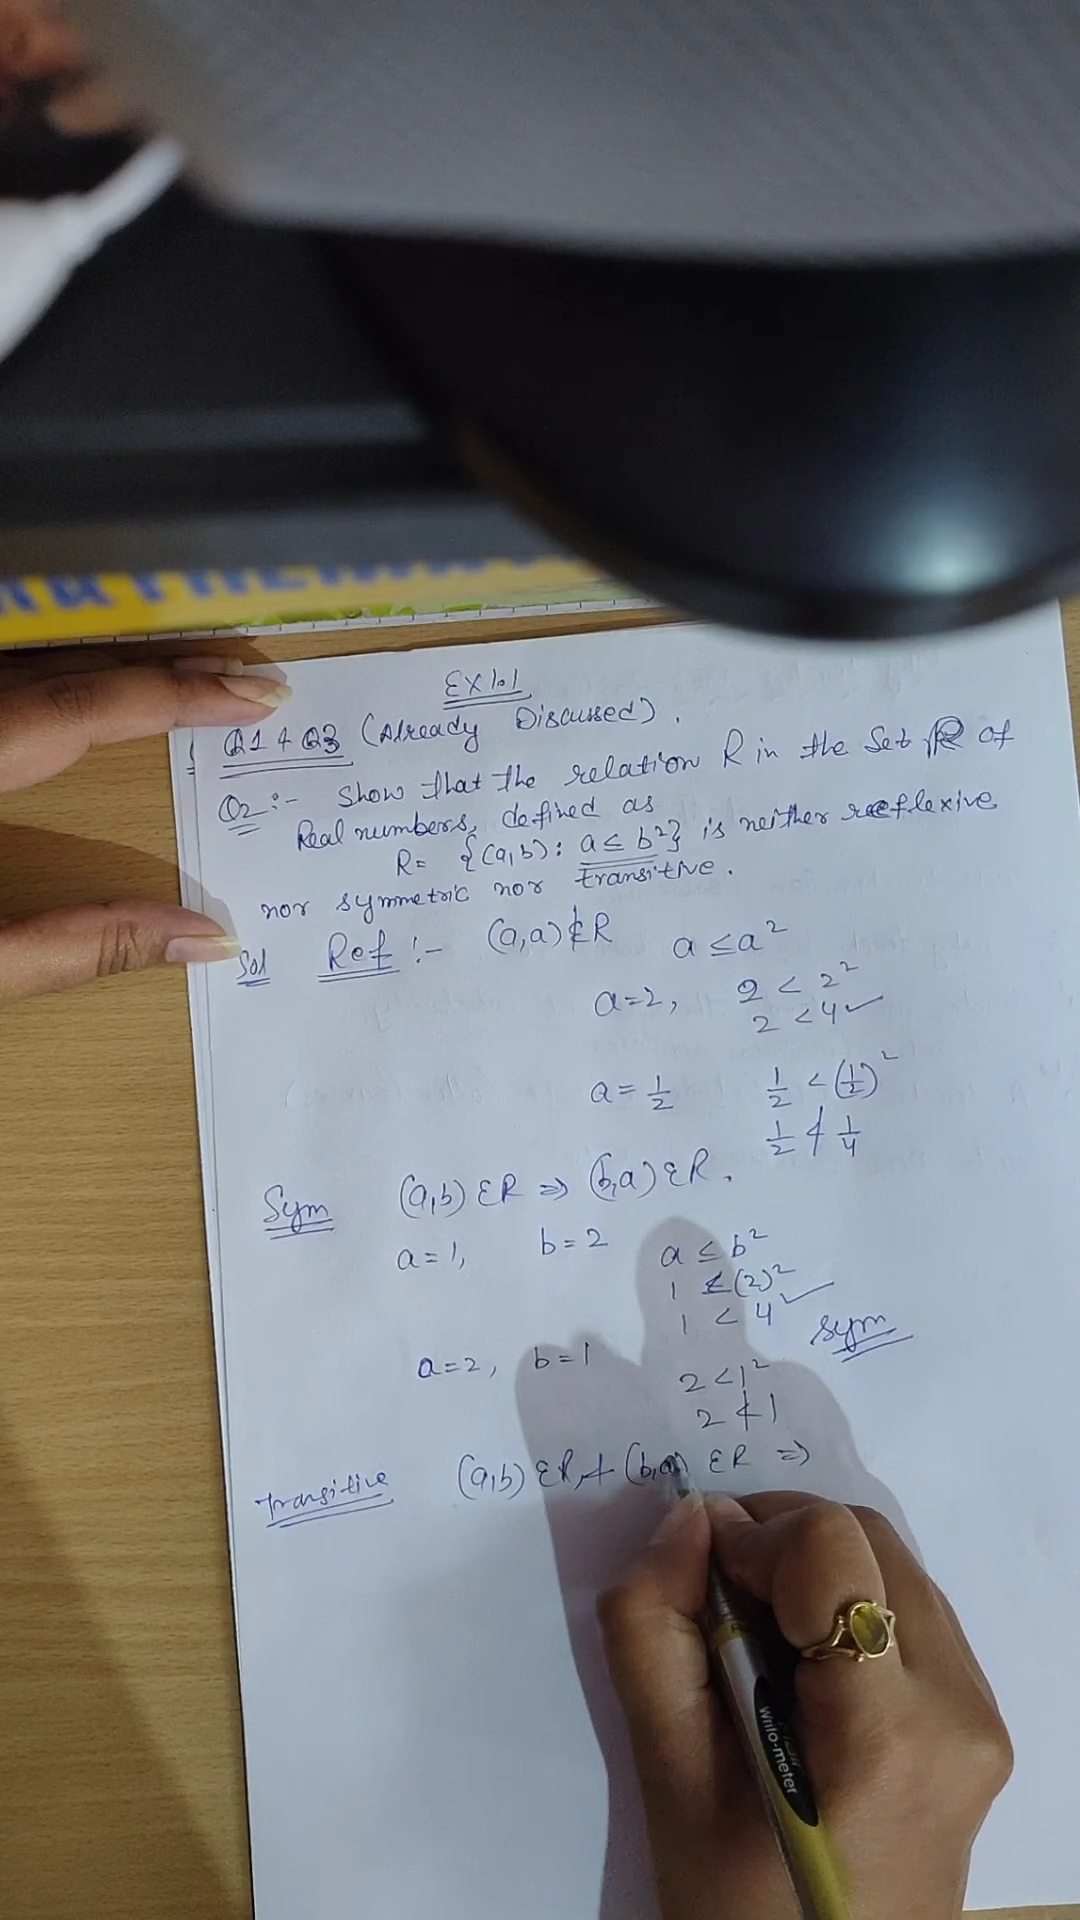 Ex 1.1
Q1 & Q3 (Already Discussed).
Q2:- Show that the relation R in the Set R of
Real numbers, defined as
R= {(a,b): a ≤ b²} is neither reeflexive
nor symmetric nor transitive.
Sol Ref :- (a,a) ∉ R a ≤ a²
a=2, 2 < 2²
2 < 4 ✓
a = 1/2 1/2 < (1/2)²
1/2 ≮ 1/4
Sym (a,b) ∈ R ⇒ (b,a) ∈ R.
a = 1, b = 2 a ≤ b²
1 ≤ (2)²
1 < 4 ✓
Sym
a=2, b=1 2 < 1²
2 ≮ 1
Transitive (a,b) ∈ R, & (b,a) ∈ R ⇒
Write-meter